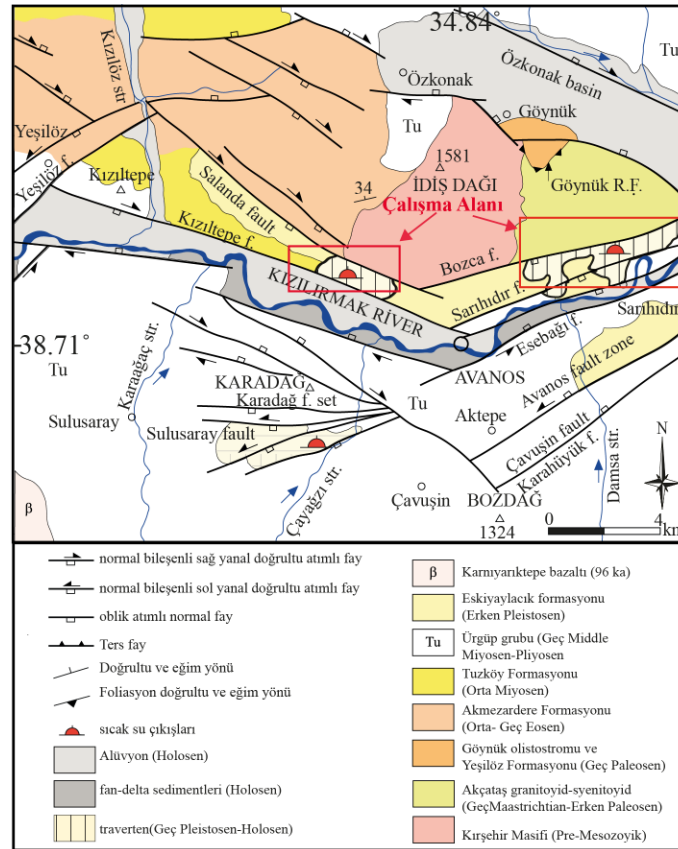 34.84°
Kızılöz str
Tu
Özkonak
Özkonak basin
Göynük
Yeşilöz
Tu
1581
Yeşilöz f.
Kızıltepe
Salanda fault
34
İDİŞ DAĞI
Göynük R.F.
Çalışma Alanı
Kızıltepe f.
Bozca f.
KIZILIRMAK RIVER
Sarıhıdır f.
Sarıhıdır
38.71°
Esebağı f.
Tu
Karaağaç str.
KARADAĞ
AVANOS
Avanos fault zone
Karadağ f. set
Tu
Aktepe
Sulusaray
Sulusaray fault
Çavuşin fault
Karahüyük f.
Damsa str.
N
Çayağzı str.
Çavuşin
BOZDAĞ
β
1324
0 4
km
normal bileşenli sağ yanal doğrultu atımlı fay
normal bileşenli sol yanal doğrultu atımlı fay
oblik atımlı normal fay
Ters fay
Doğrultu ve eğim yönü
Foliasyon doğrultu ve eğim yönü
sıcak su çıkışları
Alüvyon (Holosen)
fan-delta sedimentleri (Holosen)
traverten(Geç Pleistosen-Holosen)
β Karnıyarıktepe bazaltı (96 ka)
Eskiyaylacık formasyonu
(Erken Pleistosen)
Tu Ürgüp grubu (Geç Middle
Miyosen-Pliyosen
Tuzköy Formasyonu
(Orta Miyosen)
Akmezardere Formasyonu
(Orta- Geç Eosen)
Göynük olistostromu ve
Yeşilöz Formasyonu (Geç Paleosen)
Akçataş granitoyid-syenitoyid
(GeçMaastrichtian-Erken Paleosen)
Kırşehir Masifi (Pre-Mesozoyik)